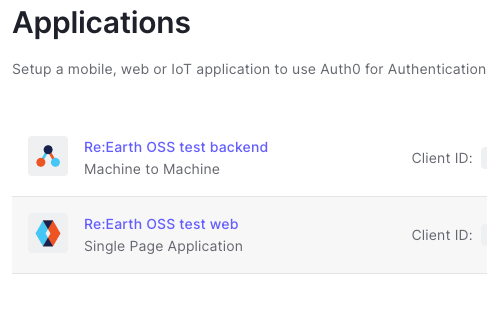 Applications
Setup a mobile, web or IoT application to use Auth0 for Authentication
Re:Earth OSS test backend
Machine to Machine
Client ID:
Re:Earth OSS test web
Single Page Application
Client ID: